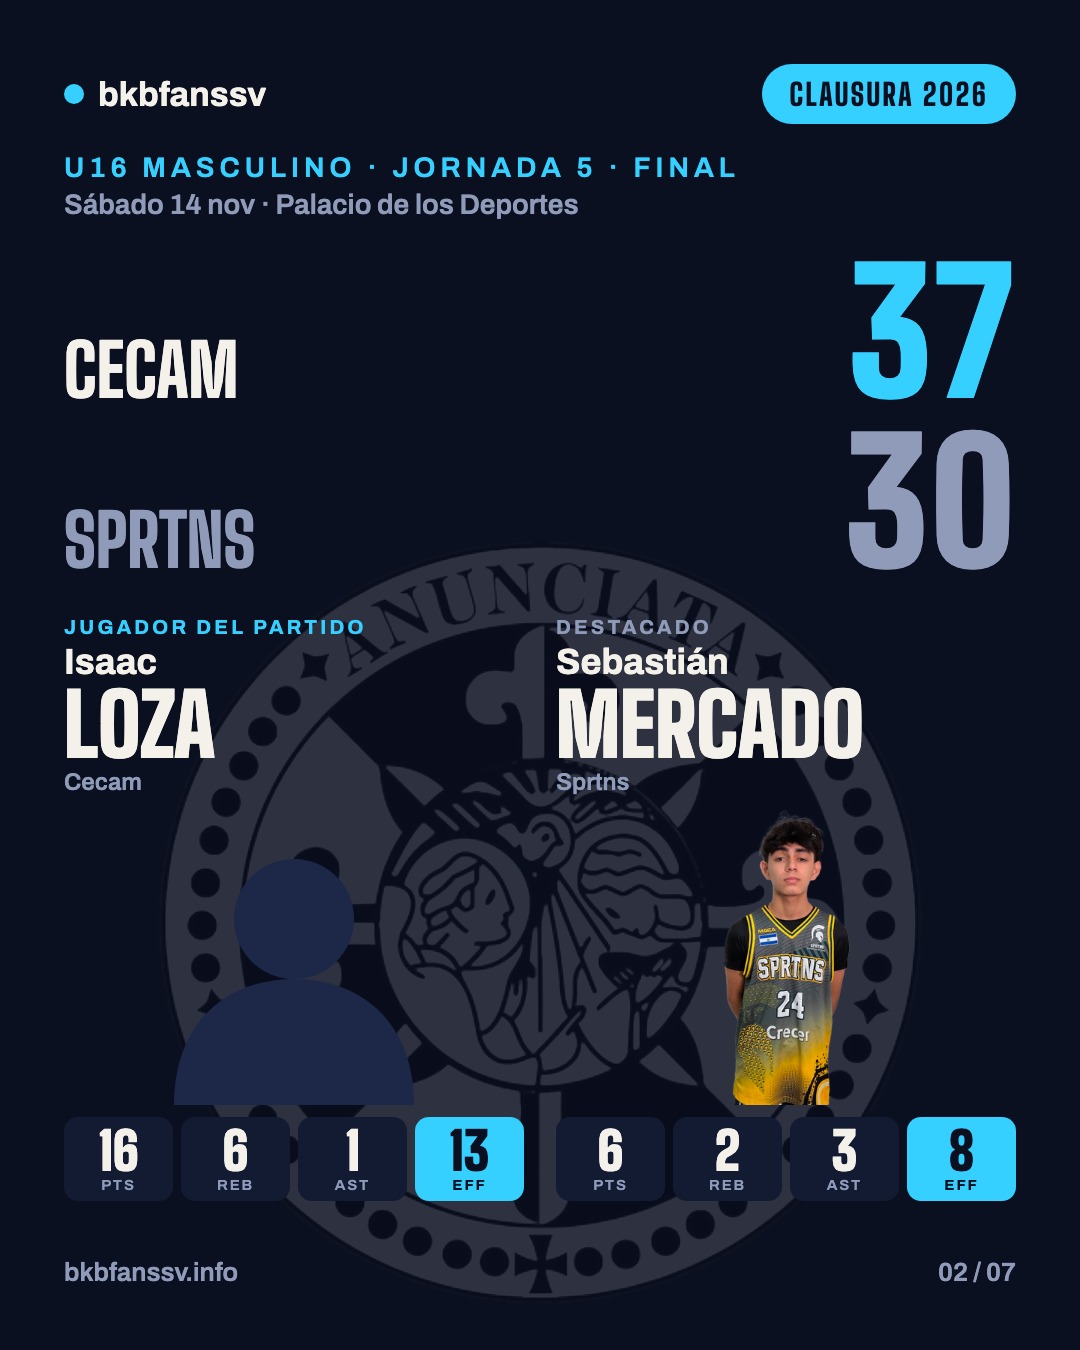 bkbfanssv
CLAUSURA 2026
U16 MASCULINO · JORNADA 5 · FINAL
Sábado 14 nov · Palacio de los Deportes
CECAM 37
SPRTNS 30
ANUNCIATA
JUGADOR DEL PARTIDO
Isaac
LOZA
Cecam
DESTACADO
Sebastián
MERCADO
Sprtns
SPRTNS
24
Crecer
16 PTS
6 REB
1 AST
13 EFF
6 PTS
2 REB
3 AST
8 EFF
bkbfanssv.info
02 / 07